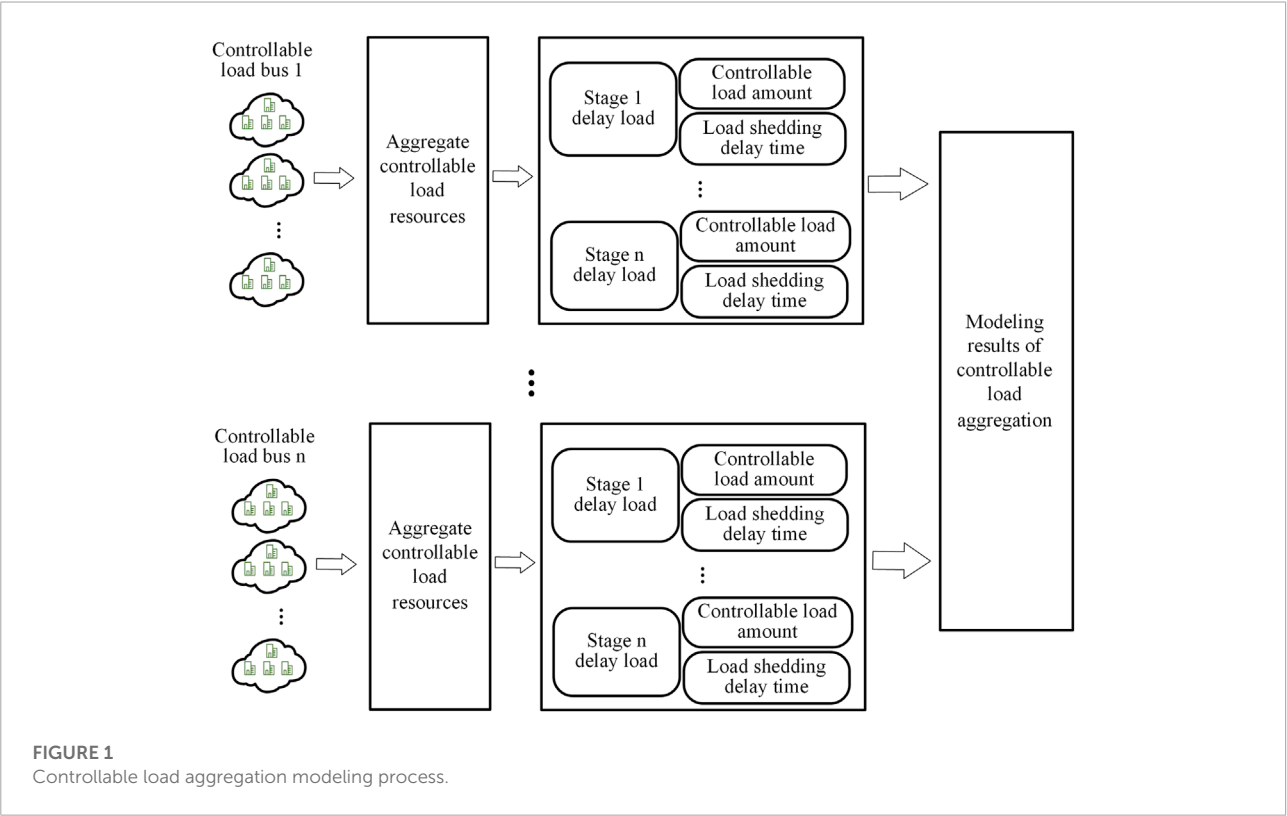 Controllable
load bus 1
Aggregate
controllable
load
resources
Stage 1
delay load
Controllable
load amount
Load shedding
delay time
Stage n
delay load
Controllable load
amount
Load shedding
delay time
Modeling
results of
controllable
load
aggregation
Controllable
load bus n
Aggregate
controllable
load
resources
Stage 1
delay load
Controllable
load amount
Load shedding
delay time
Stage n
delay load
Controllable load
amount
Load shedding
delay time
FIGURE 1
Controllable load aggregation modeling process.